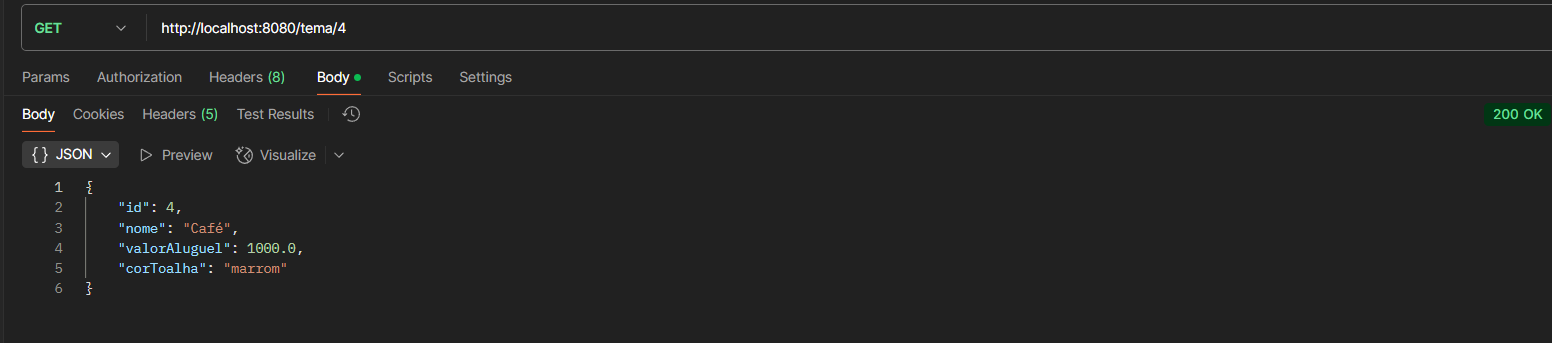 GET http://localhost:8080/tema/4
Params Authorization Headers (8) Body Scripts Settings
Body Cookies Headers (5) Test Results 200 OK
{} JSON Preview Visualize
1 {
2 "id": 4,
3 "nome": "Café",
4 "valorAluguel": 1000.0,
5 "corToalha": "marrom"
6 }